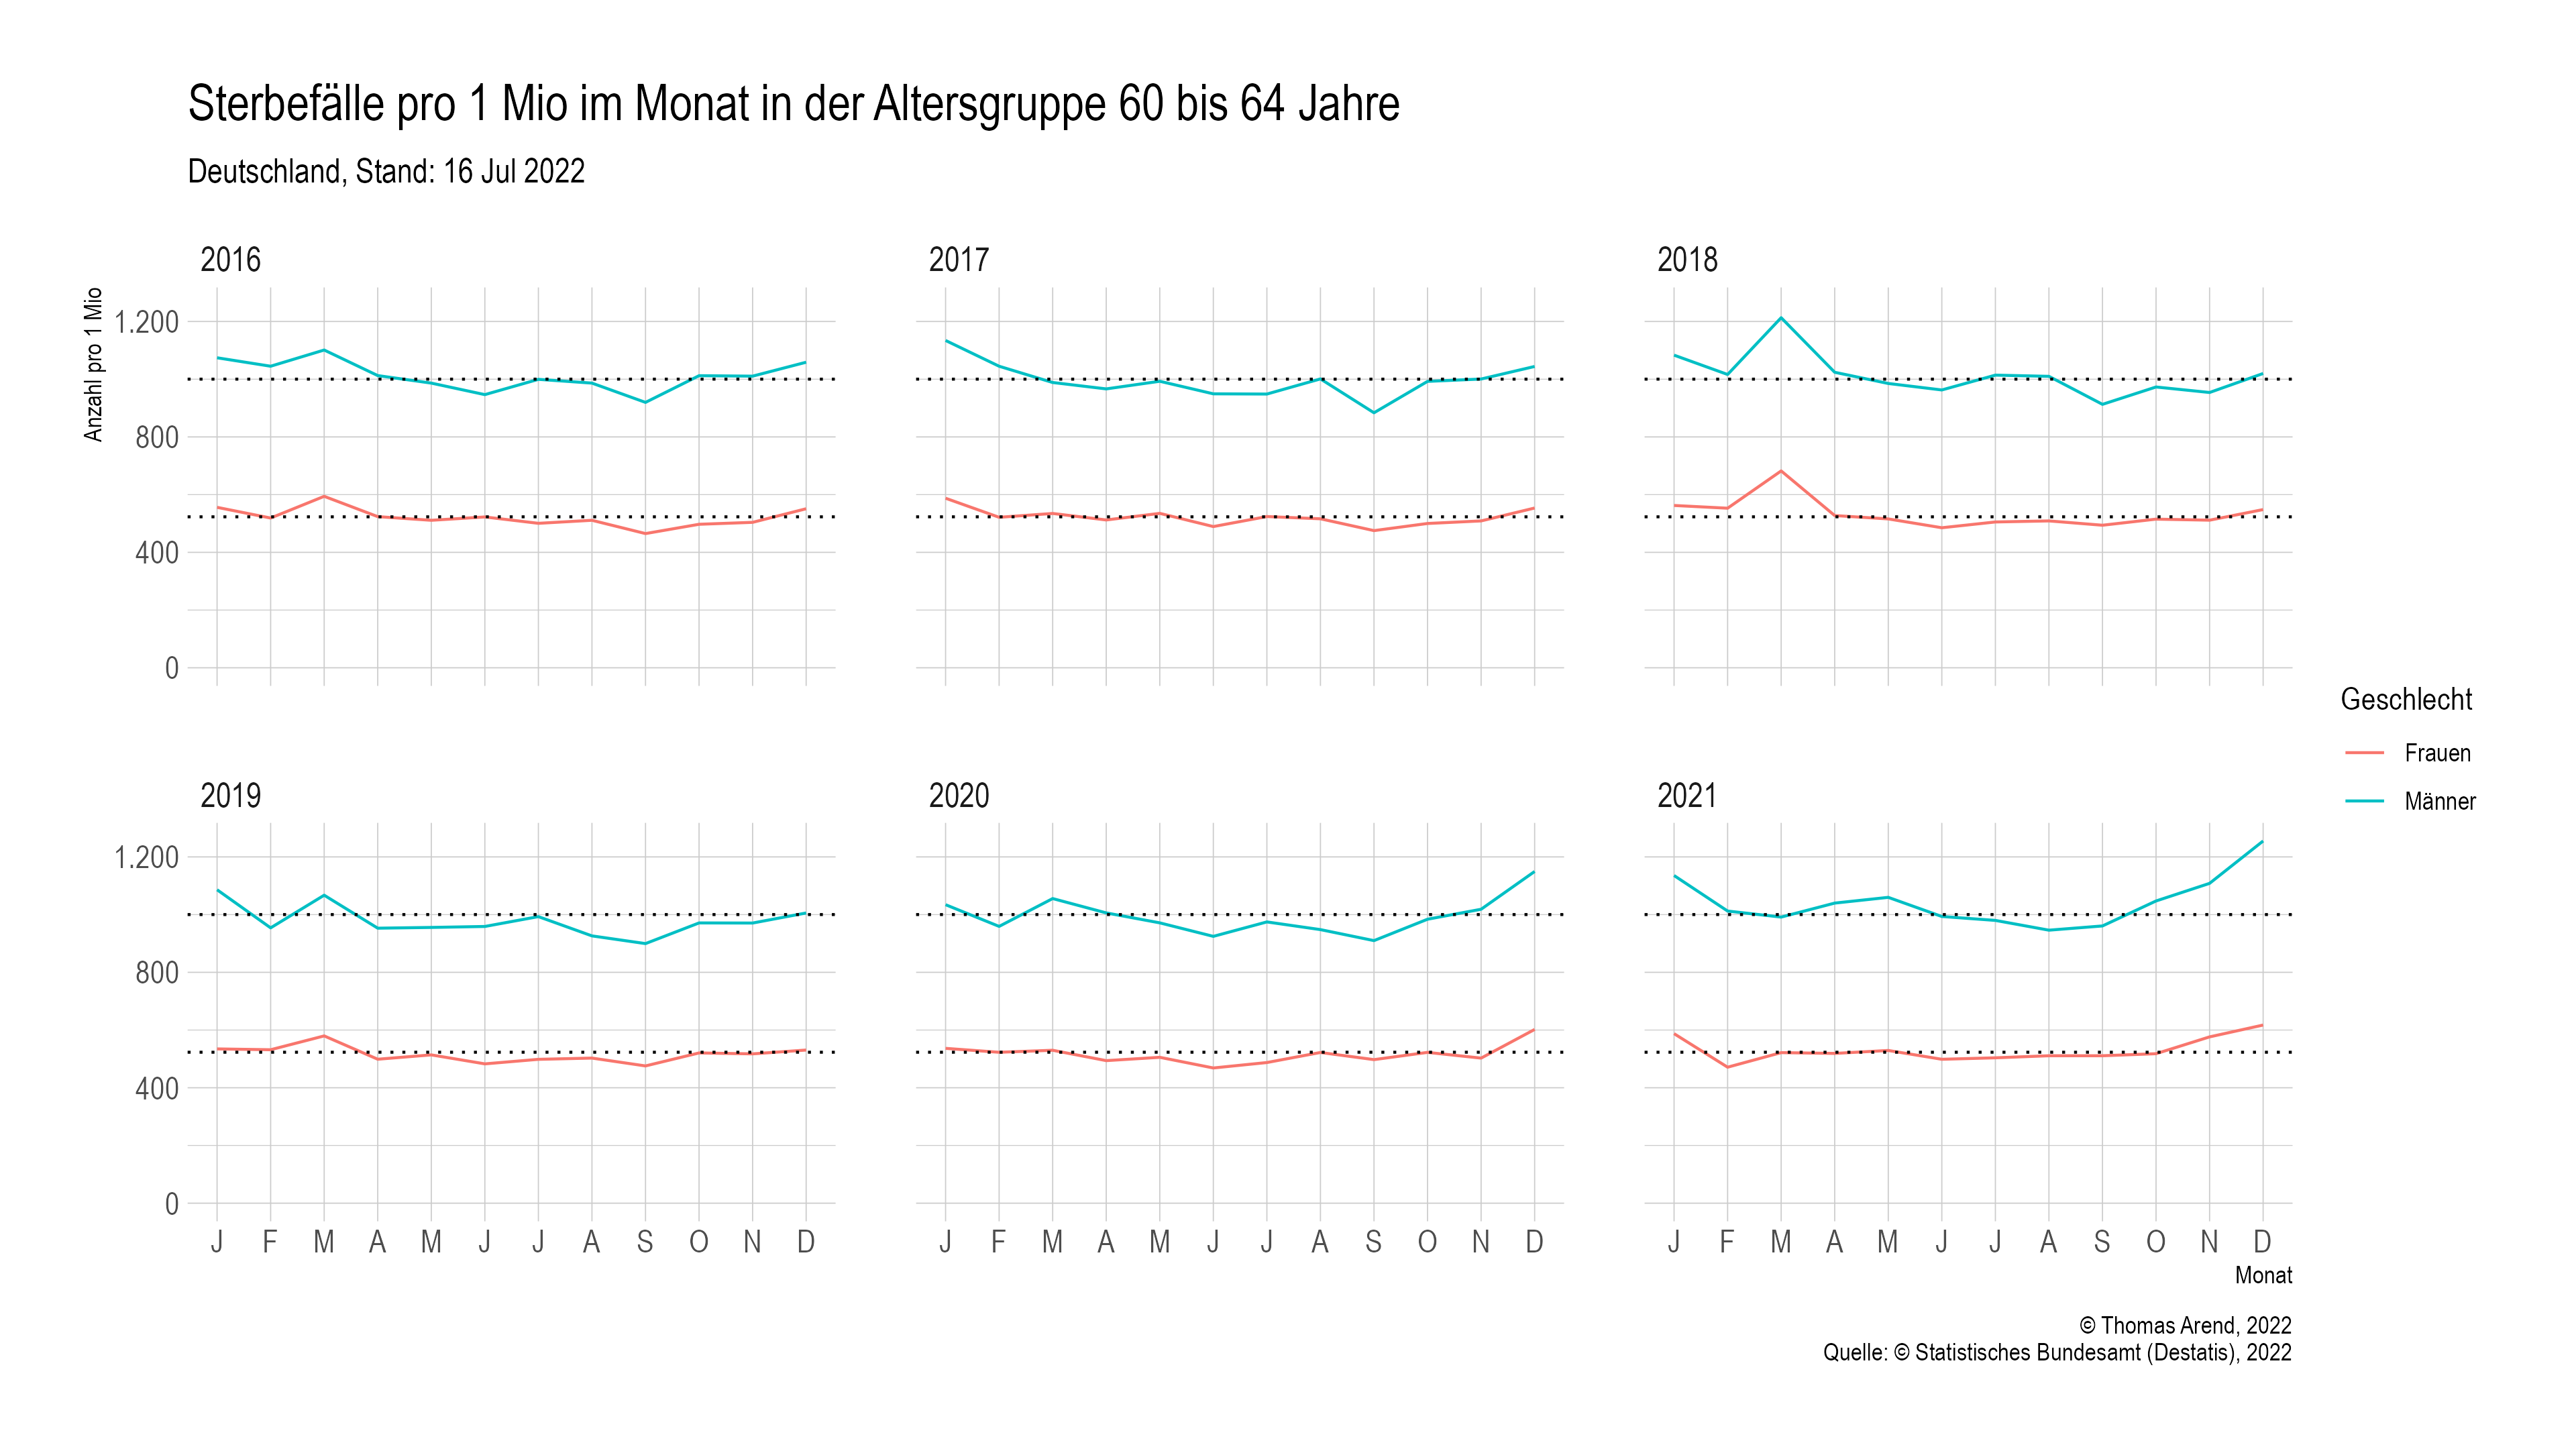 Sterbefälle pro 1 Mio im Monat in der Altersgruppe 60 bis 64 Jahre
Deutschland, Stand: 16 Jul 2022
2016
2017
2018
Anzahl pro 1 Mio
1.200
800
400
0
2019
2020
2021
1.200
800
400
0
J F M A M J J A S O N D
J F M A M J J A S O N D
J F M A M J J A S O N D
Monat
Geschlecht
Frauen
Männer
© Thomas Arend, 2022
Quelle: © Statistisches Bundesamt (Destatis), 2022